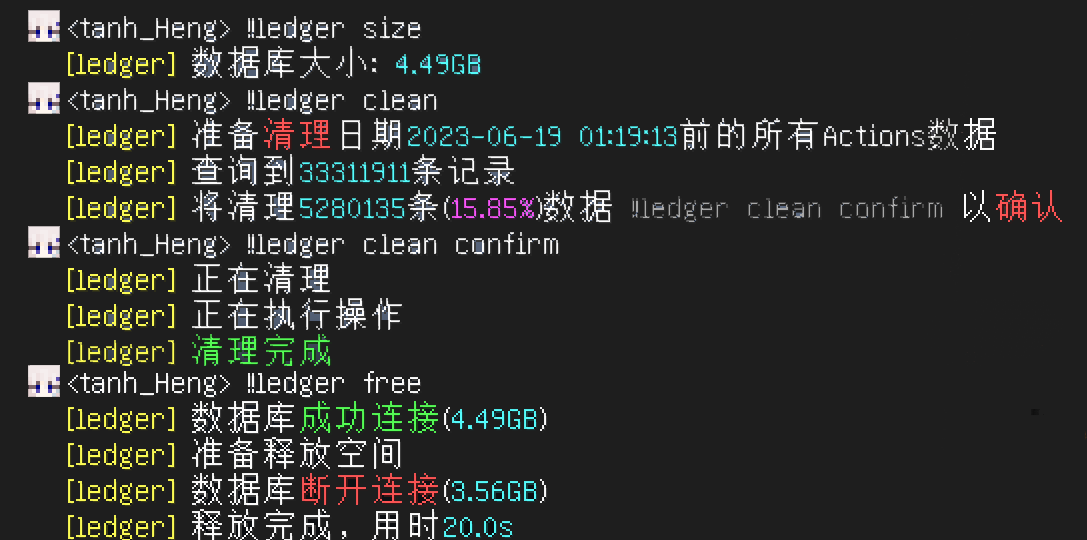 <tanh_Heng> !!ledger size
[ledger] 数据库大小: 4.49GB
<tanh_Heng> !!ledger clean
[ledger] 准备清理日期2023-06-19 01:19:13前的所有Actions数据
[ledger] 查询到33311911条记录
[ledger] 将清理5280135条(15.85%)数据 !!ledger clean confirm 以确认
<tanh_Heng> !!ledger clean confirm
[ledger] 正在清理
[ledger] 正在执行操作
[ledger] 清理完成
<tanh_Heng> !!ledger free
[ledger] 数据库成功连接(4.49GB)
[ledger] 准备释放空间
[ledger] 数据库断开连接(3.56GB)
[ledger] 释放完成，用时20.0s